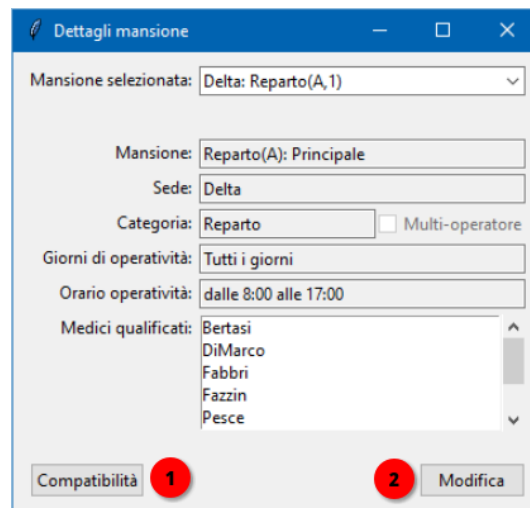 Dettagli mansione
Mansione selezionata: Delta: Reparto(A,1)
Mansione: Reparto(A): Principale
Sede: Delta
Categoria: Reparto Multi-operatore
Giorni di operatività: Tutti i giorni
Orario operatività: dalle 8:00 alle 17:00
Medici qualificati: Bertasi
DiMarco
Fabbri
Fazzin
Pesce
Compatibilità 1 2 Modifica